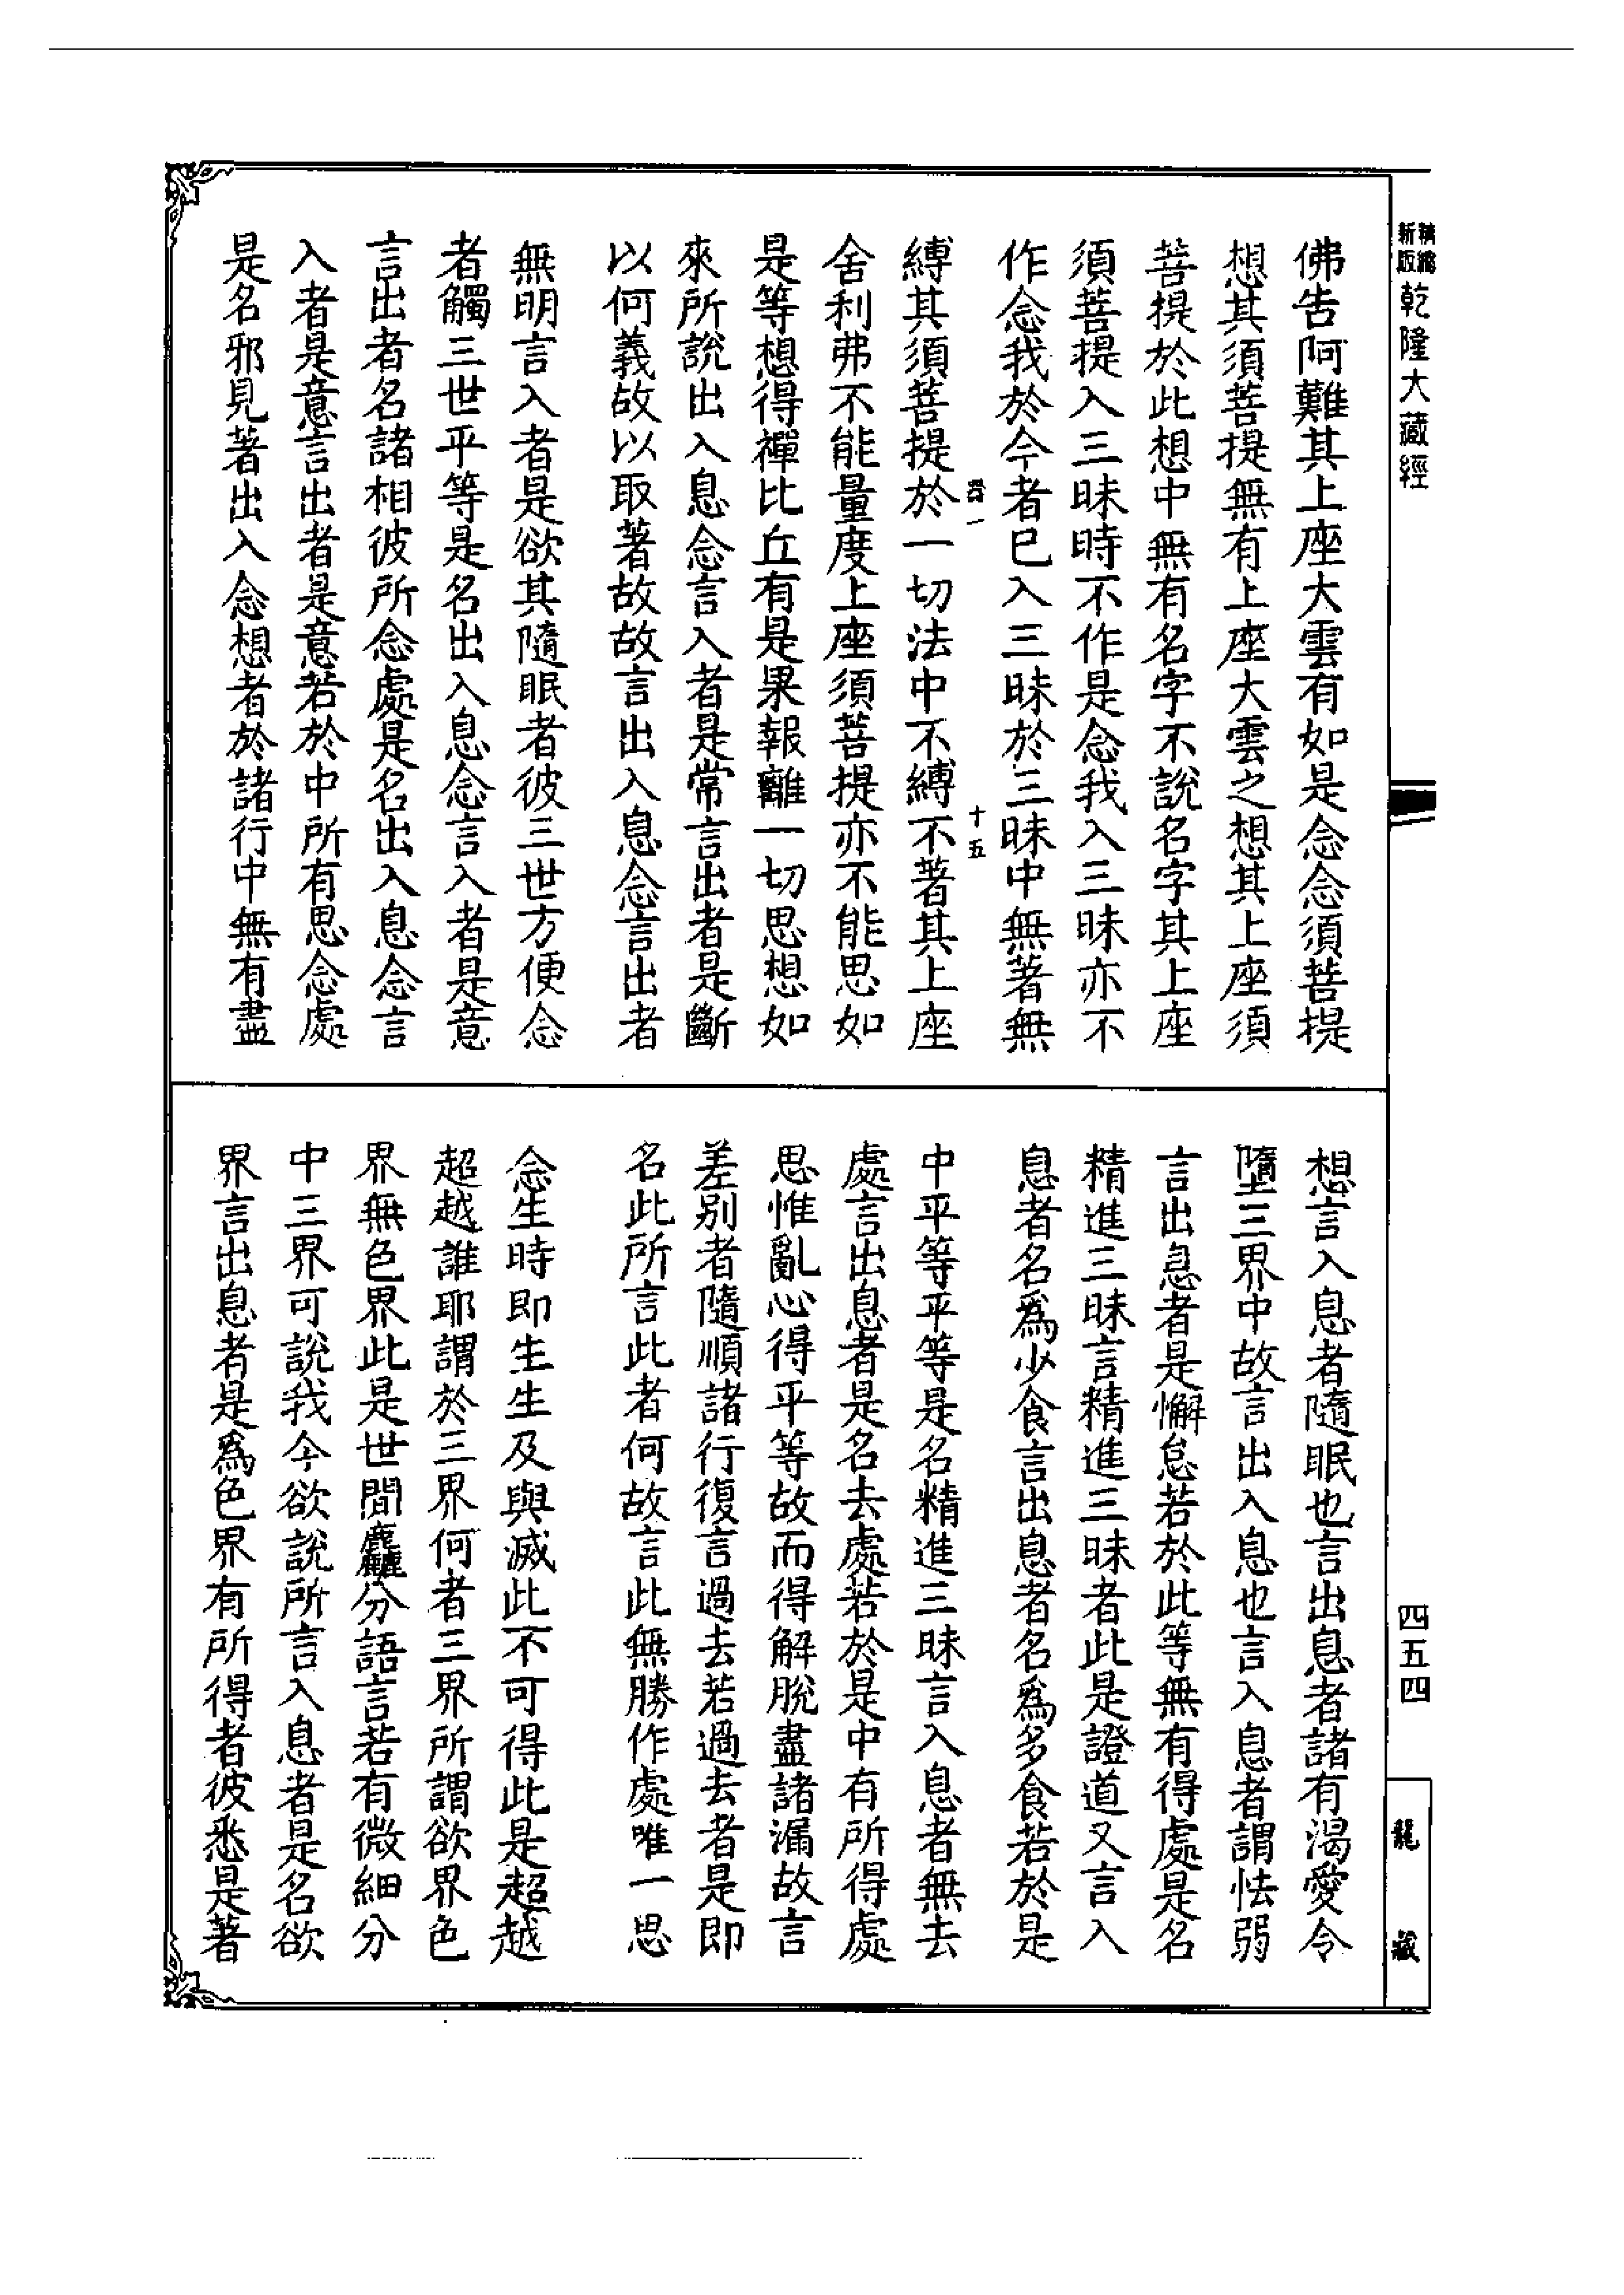 新版精縮乾隆大藏經
佛告阿難其上座大雲有如是念念須菩提
想其須菩提無有上座大雲之想其上座須
菩提於此想中無有名字不說名字其上座
須菩提入三昧時不作是念我入三昧亦不
作念我於今者已入三昧於三昧中無著無
十五
縛其須菩提於一切法中不縛不著其上座
舍利弗不能量度上座須菩提亦不能思如
是等想得禪比丘有是果報離一切思想如
來所說出入息念言入者是常言出者是斷
以何義故以取著故故言出入息念言出者
無明言入者是欲其隨眠者彼三世方便念
者觸三世平等是名出入息念言入者是意
言出者名諸相彼所念處是名出入息念言
入者是意言出者是意若於中所有思念處
是名邪見著出入念想者於諸行中無有盡
想言入息者隨眠也言出息者諸有渴愛令
墮三界中故言出入息也言入息者謂怯弱
言出息者是懈怠若於此等無有得處是名
精進三昧言精進三昧者此是證道又言入
息者名爲少食言出息者名爲多食若於是
中平等平等是名精進三昧言入息者無去
處言出息者是名去處若於是中有所得處
思惟亂心得平等故而得解脫盡諸漏故言
差別者隨順諸行復言過去若過去者是即
名此所言此者何故言此無勝作處唯一思
念生時即生生及與滅此不可得此是超越
超越誰耶謂於三界何者三界所謂欲界色
界無色界此是世間麤分語言若有微細分
中三界可說我今欲說所言入息者是名欲
界言出息者是爲色界有所得者彼悉是著
四五四
龍藏